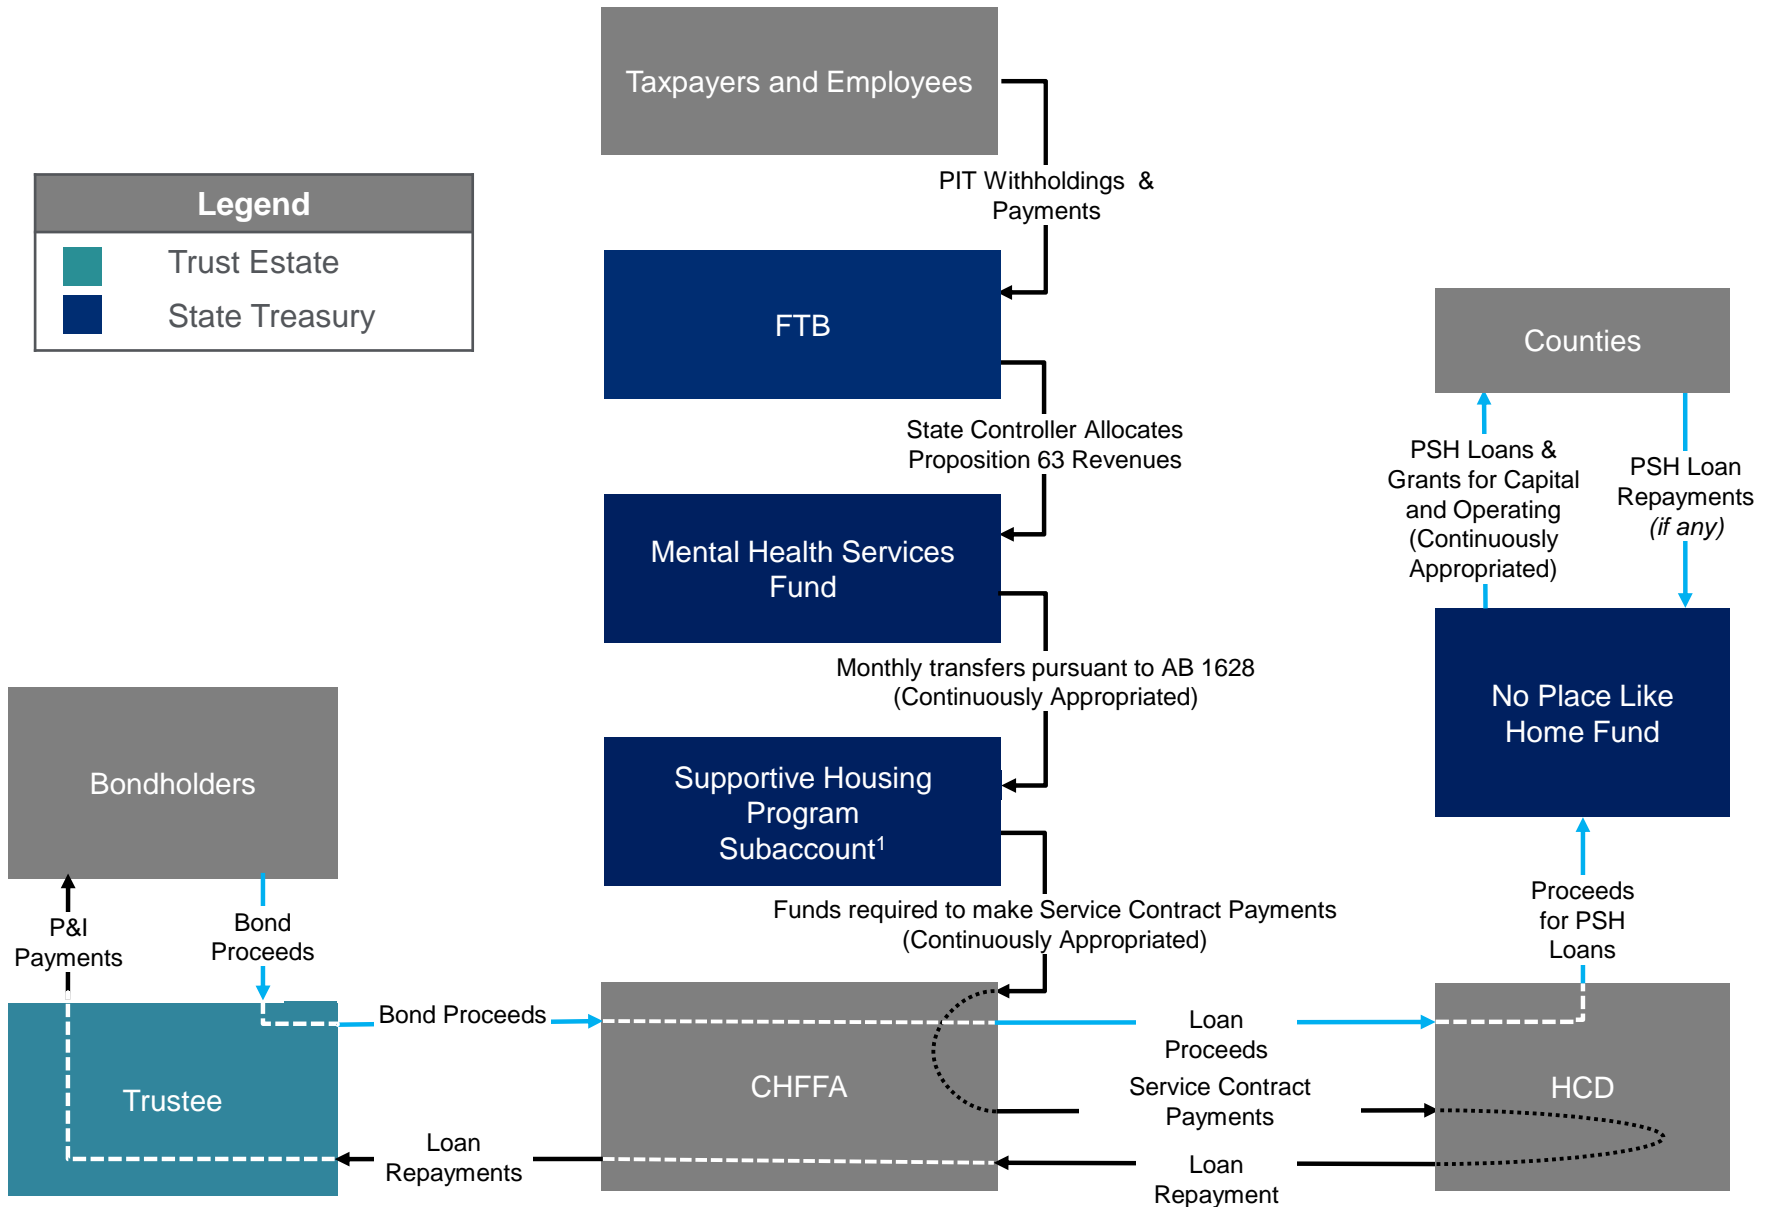 Taxpayers and Employees
PIT Withholdings &
Payments
Legend
Trust Estate
State Treasury
FTB
State Controller Allocates
Proposition 63 Revenues
Mental Health Services
Fund
Monthly transfers pursuant to AB 1628
(Continuously Appropriated)
Supportive Housing
Program
Subaccount¹
Funds required to make Service Contract Payments
(Continuously Appropriated)
Counties
PSH Loans &
Grants for Capital
and Operating
(Continuously
Appropriated)
PSH Loan
Repayments
(if any)
No Place Like
Home Fund
Proceeds
for PSH
Loans
Bondholders
P&I
Payments
Bond
Proceeds
Trustee
Bond Proceeds
Loan
Repayments
CHFFA
Loan
Proceeds
Service Contract
Payments
Loan
Repayment
HCD